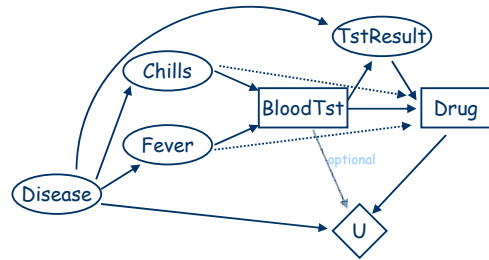 TstResult
Chills
BloodTst
Drug
Fever
optional
Disease
U